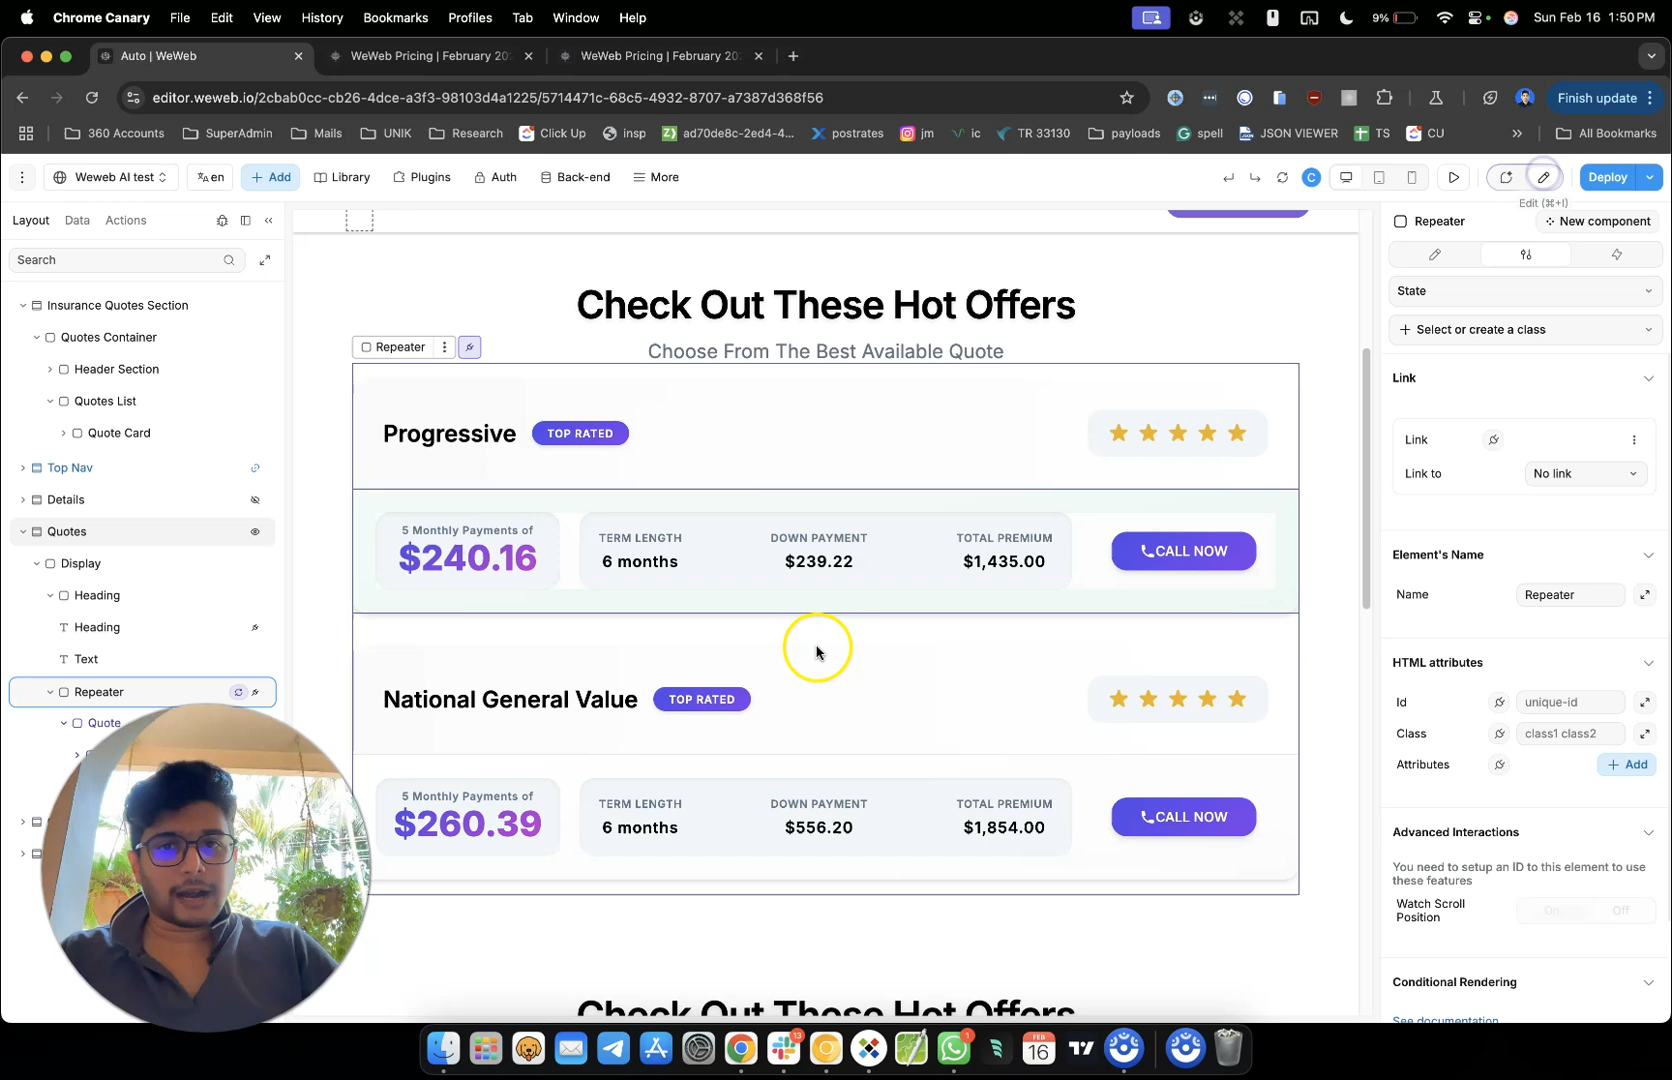 Chrome Canary File Edit View History Bookmarks Profiles Tab Window Help 9% Sun Feb 16 1:50 PM
Auto | WeWeb WeWeb Pricing | February 20 WeWeb Pricing | February 202
editor.weweb.io/2cbab0cc-cb26-4dce-a3f3-98103d4a1225/5714471c-68c5-4932-8707-a7387d368f56 Finish update
360 Accounts SuperAdmin Mails UNIK Research Click Up insp ad70de8c-2ed4-4... postrates jm ic TR 33130 payloads spell JSON VIEWER TS CU » All Bookmarks
Weweb AI test en + Add Library Plugins Auth Back-end More C Deploy
Edit (⌘+I)
Layout Data Actions
Search
Insurance Quotes Section
Quotes Container
Header Section
Quotes List
Quote Card
Top Nav
Details
Quotes
Display
Heading
Heading
Text
Repeater
Quote
Check Out These Hot Offers
Repeater
Choose From The Best Available Quote
Progressive TOP RATED
5 Monthly Payments of
$240.16
TERM LENGTH DOWN PAYMENT TOTAL PREMIUM
6 months $239.22 $1,435.00
CALL NOW
National General Value TOP RATED
5 Monthly Payments of
$260.39
TERM LENGTH DOWN PAYMENT TOTAL PREMIUM
6 months $556.20 $1,854.00
CALL NOW
Check Out These Hot Offers
Repeater New component
State
+ Select or create a class
Link
Link
Link to No link
Element's Name
Name Repeater
HTML attributes
Id unique-id
Class class1 class2
Attributes + Add
Advanced Interactions
You need to setup an ID to this element to use
these features
Watch Scroll
Position
On Off
Conditional Rendering
See documentation
13 1 FEB
16